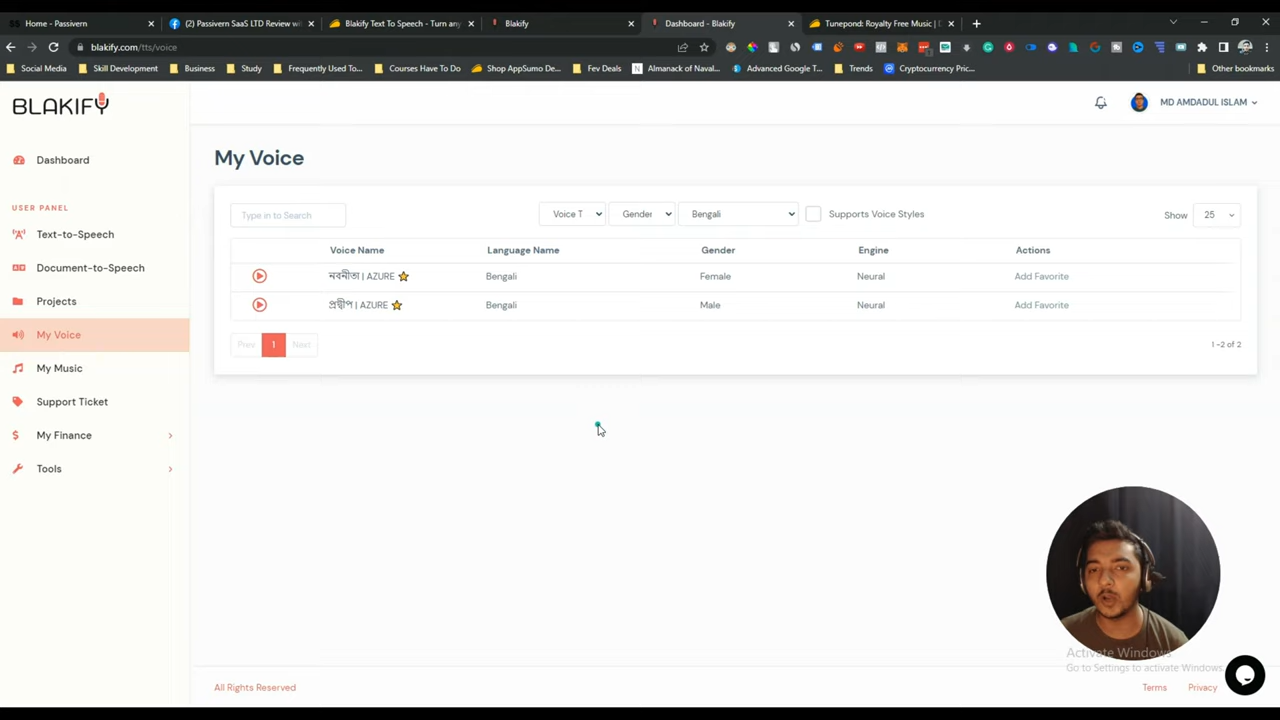 Home - Passivern
(2) Passivern SaaS LTD Review wi
Blakify Text To Speech - Turn any
Blakify
Dashboard - Blakify
Tunepond: Royalty Free Music | D
blakify.com/tts/voice
Social Media
Skill Development
Business
Study
Frequently Used To...
Courses Have To Do
Shop AppSumo De...
Fev Deals
Almanack of Naval...
Advanced Google T...
Trends
Cryptocurrency Pric...
Other bookmarks
BLAKIFY
MD AMDADUL ISLAM
Dashboard
USER PANEL
Text-to-Speech
Document-to-Speech
Projects
My Voice
My Music
Support Ticket
My Finance
Tools
My Voice
Type in to Search
Voice T
Gender
Bengali
Supports Voice Styles
Show
25
Voice Name Language Name Gender Engine Actions
নবনীতা | AZURE Bengali Female Neural Add Favorite
প্রদ্বীপ | AZURE Bengali Male Neural Add Favorite
Prev 1 Next
1 -2 of 2
Activate Windows
Go to Settings to activate Windows.
All Rights Reserved
Terms
Privacy